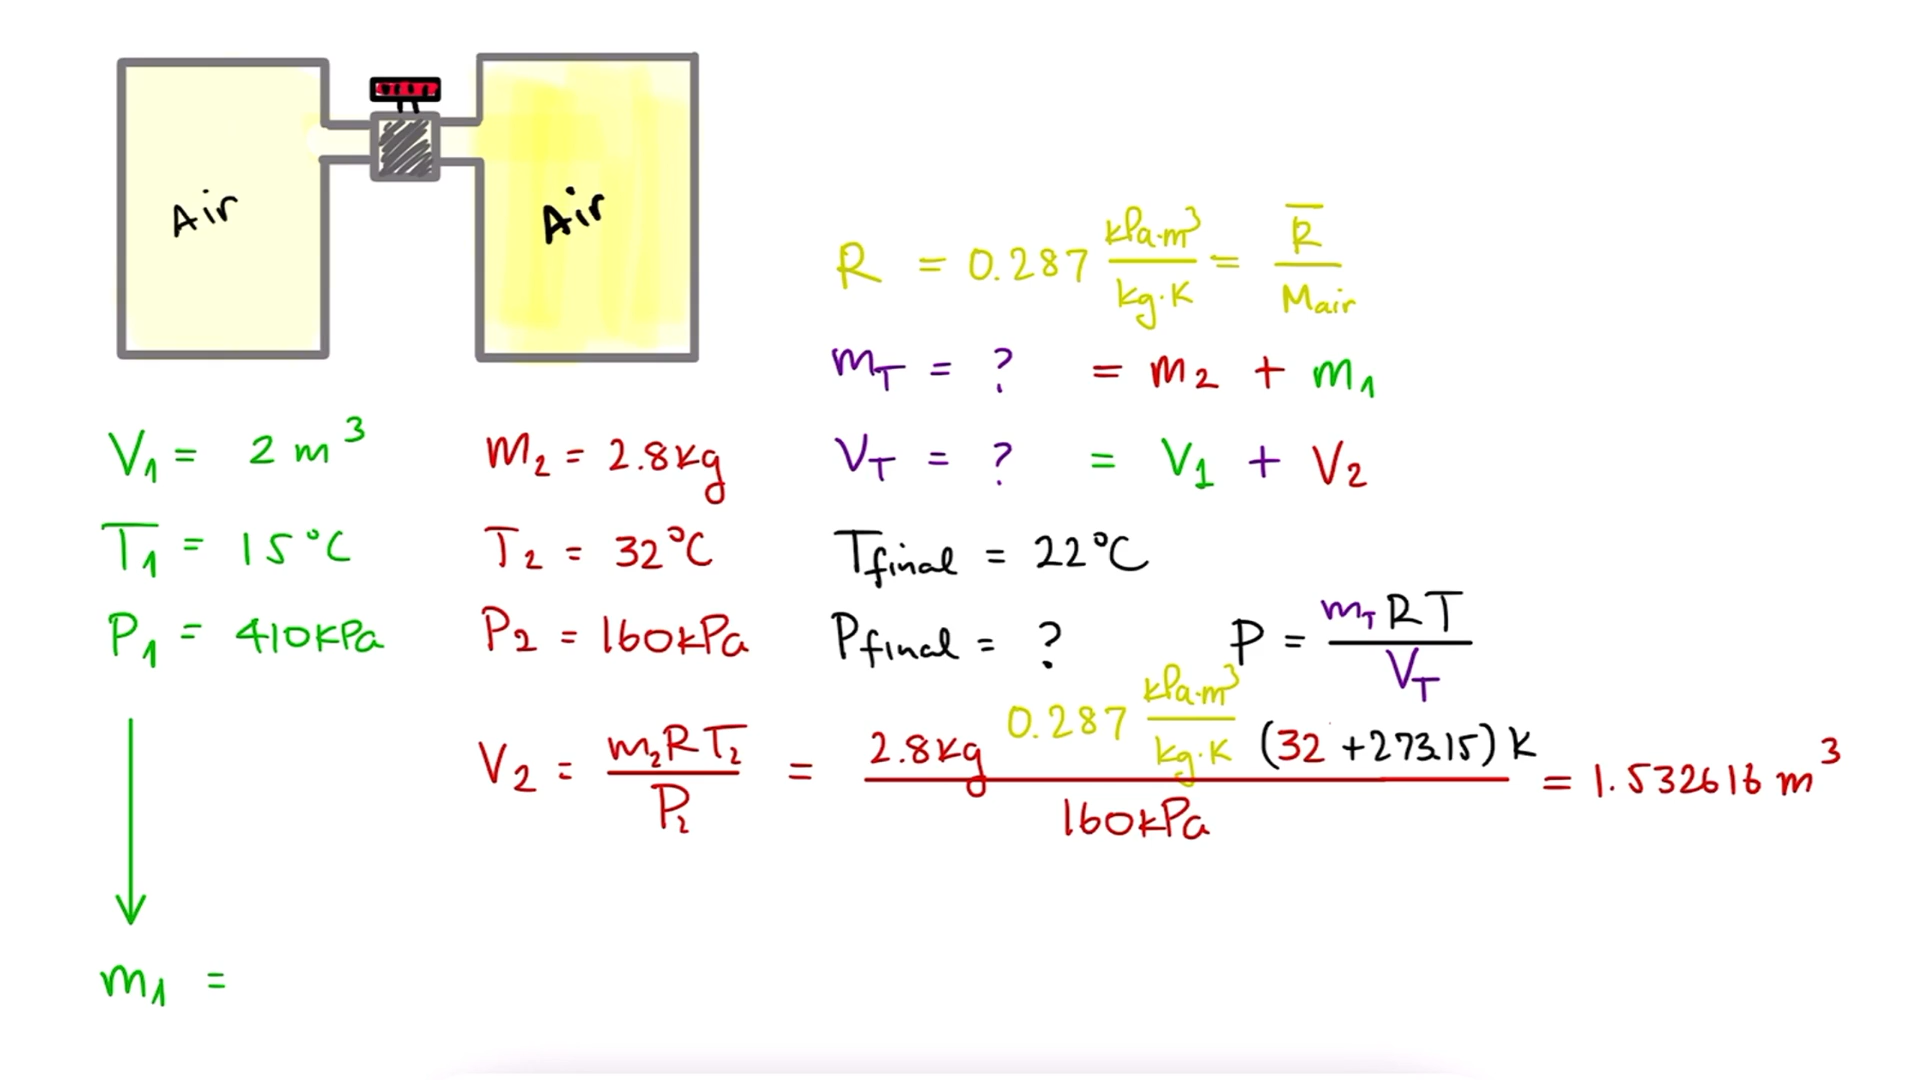 Air
Air
R = 0.287 kPa·m³/kg·K = R̅/Mair
mT = ? = m2 + m1
V1 = 2 m³
m2 = 2.8kg
VT = ? = V1 + V2
T1 = 15°C
T2 = 32°C
Tfinal = 22°C
P1 = 410kPa
P2 = 160kPa
Pfinal = ?
P = mT R T / VT
V2 = m2RT2/P2 = 2.8kg 0.287 kPa·m³/kg·K (32 +273.15) K / 160kPa = 1.532616 m³
m1 =